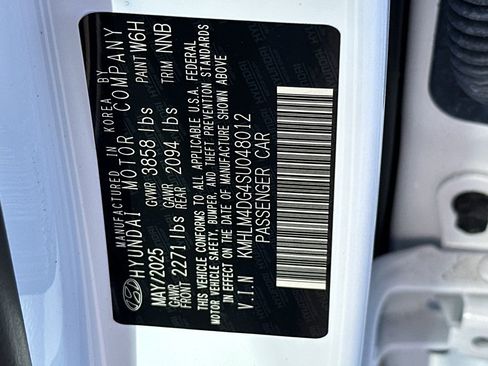 MANUFACTURED IN KOREA BY
HYUNDAI MOTOR COMPANY
MAY/2025 GVWR 3858 lbs PAINT W6H
GAWR FRONT 2271 lbs GAWR REAR 2094 lbs TRIM NNB
THIS VEHICLE CONFORMS TO ALL APPLICABLE U.S.A. FEDERAL
MOTOR VEHICLE SAFETY, BUMPER, AND THEFT PREVENTION STANDARDS
IN EFFECT ON THE DATE OF MANUFACTURE SHOWN ABOVE
V.I.N KMHLN4DG4SU048012
PASSENGER CAR